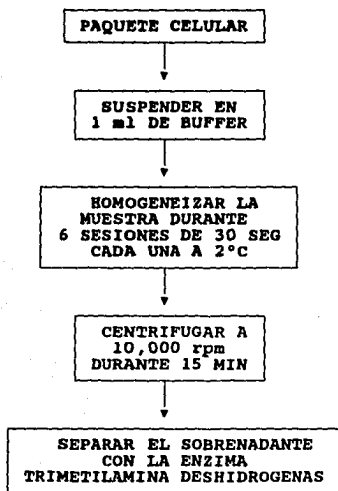 PAQUETE CELULAR
SUSPENDER EN
1 ml DE BUFFER
HOMOGENEIZAR LA
MUESTRA DURANTE
6 SESIONES DE 30 SEG
CADA UNA A 2°C
CENTRIFUGAR A
10,000 rpm
DURANTE 15 MIN
SEPARAR EL SOBRENADANTE
CON LA ENZIMA
TRIMETILAMINA DESHIDROGENAS